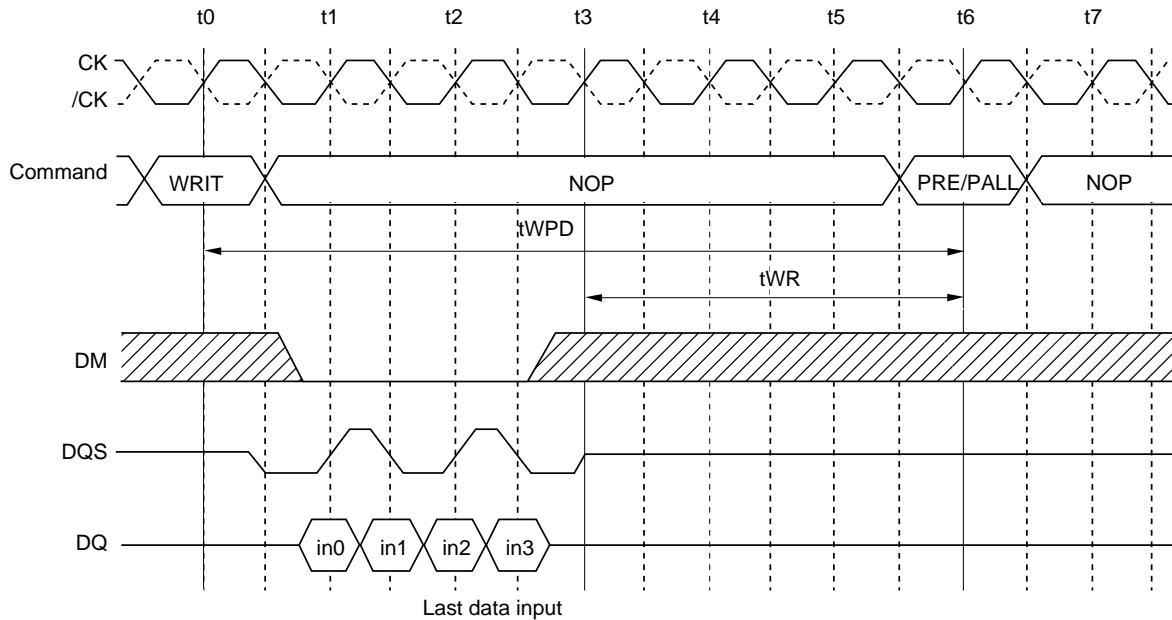 t0 t1 t2 t3 t4 t5 t6 t7
CK
/CK
Command WRIT NOP PRE/PALL NOP
tWPD
tWR
DM
DQS
DQ in0 in1 in2 in3
Last data input